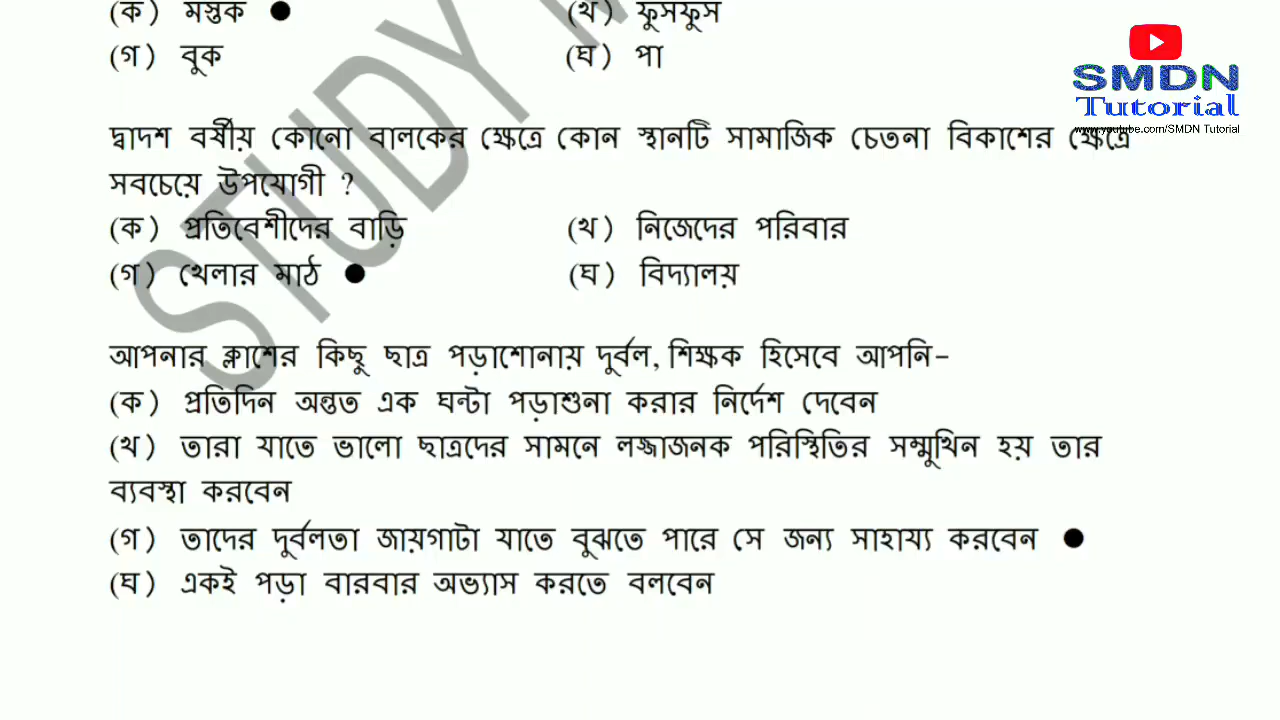 (ক) মস্তক ● (খ) ফুসফুস
(গ) বুক (ঘ) পা
SMDN
Tutorial
www.youtube.com/SMDN Tutorial
দ্বাদশ বর্ষীয় কোনো বালকের ক্ষেত্রে কোন স্থানটি সামাজিক চেতনা বিকাশের ক্ষেত্রে
সবচেয়ে উপযোগী ?
(ক) প্রতিবেশীদের বাড়ি (খ) নিজেদের পরিবার
(গ) খেলার মাঠ ● (ঘ) বিদ্যালয়
আপনার ক্লাশের কিছু ছাত্র পড়াশোনায় দুর্বল, শিক্ষক হিসেবে আপনি-
(ক) প্রতিদিন অন্তত এক ঘন্টা পড়াশুনা করার নির্দেশ দেবেন
(খ) তারা যাতে ভালো ছাত্রদের সামনে লজ্জাজনক পরিস্থিতির সম্মুখিন হয় তার
ব্যবস্থা করবেন
(গ) তাদের দুর্বলতা জায়গাটা যাতে বুঝতে পারে সে জন্য সাহায্য করবেন ●
(ঘ) একই পড়া বারবার অভ্যাস করতে বলবেন
STUDY